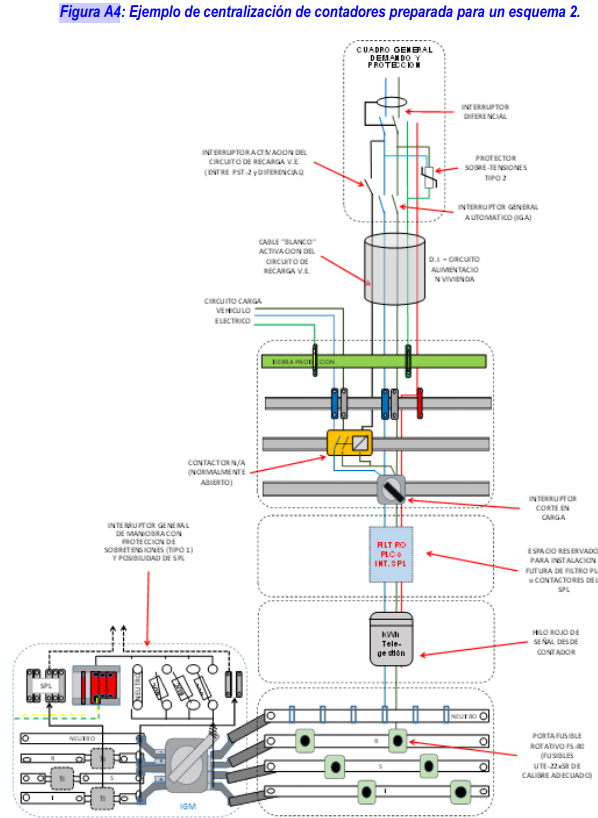 Figura A4: Ejemplo de centralización de contadores preparada para un esquema 2.
CUADRO GENERAL
DEMANDO Y
PROTECCION
INTERRUPTOR
DIFERENCIAL
INTERRUPTOR ACTIVACION DEL
CIRCUITO DE RECARGA V.E.
(ENTRE PST-2 y DIFERENCIAL)
PROTECTOR
SOBRE-TENSIONES
TIPO 2
INTERRUPTOR GENERAL
AUTOMATICO (IGA)
CABLE "BLANCO"
ACTIVACION DEL
CIRCUITO DE
RECARGA V.E.
D.I. = CIRCUITO
ALIMENTACIO
N VIVIENDA
CIRCUITO CARGA
VEHICULO
ELECTRICO
TIERRA PROTECCION
CONTACTOR N/A
(NORMALMENTE
ABIERTO)
INTERRUPTOR
CORTE EN
CARGA
INTERRUPTOR GENERAL
DE MANIOBRA CON
PROTECCION DE
SOBRETENSIONES (TIPO 1)
Y POSIBILIDAD DE SPL
FILTRO
PLC o
INT. SPL
ESPACIO RESERVADO
PARA INSTALACION
FUTURA DE FILTRO PL
o CONTACTORES DEL
SPL
kWh
Tele-
gestión
HILO ROJO DE
SEÑAL DESDE
CONTADOR
SPL
NEUTRO
NEUTRO
NEUTRO
R
TI
R
TI
S
S
TI
T
T
IGM
PORTAFUSIBLE
ROTATIVO FS-80
(FUSIBLES
UTE-22x58 DE
CALIBRE ADECUADO)